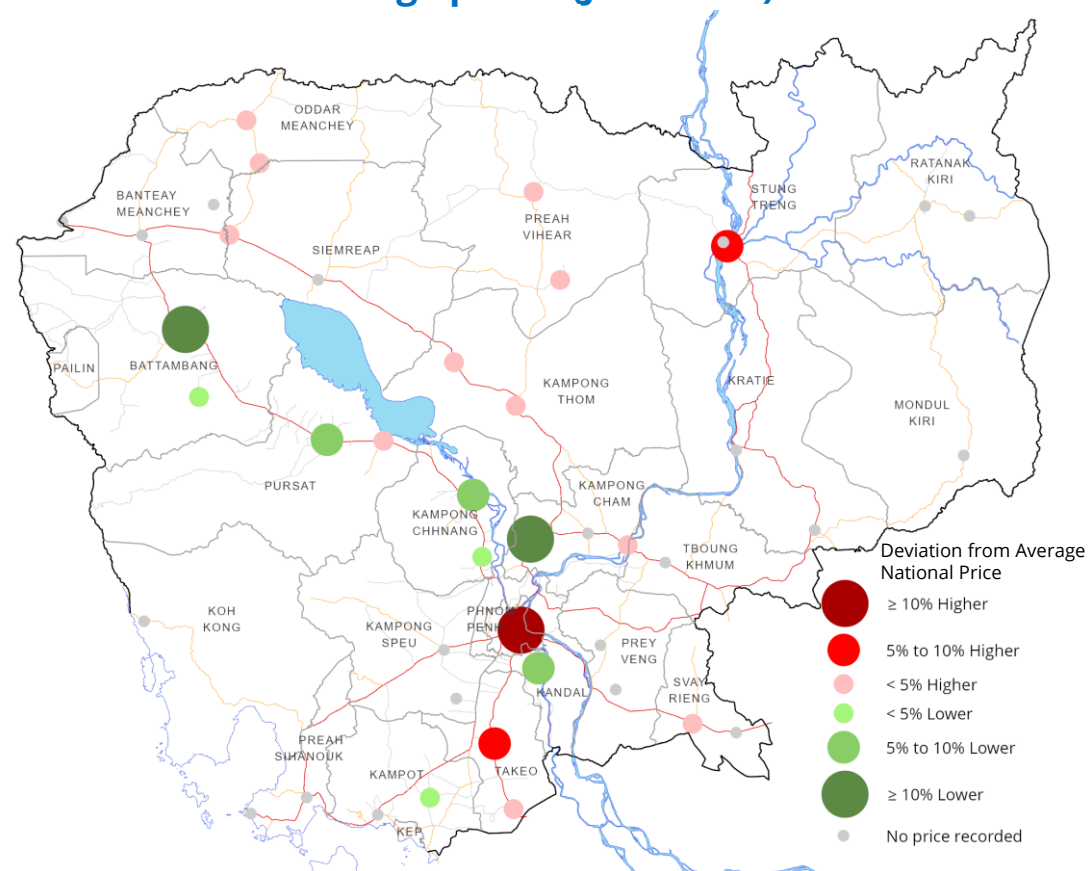 ODDAR
MEANCHEY
RATANAK
KIRI
BANTEAY
MEANCHEY
STUNG
TRENG
PREAH
VIHEAR
SIEMREAP
PAILIN
BATTAMBANG
KAMPONG
THOM
KRATIE
MONDUL
KIRI
PURSAT
KAMPONG
CHAM
KAMPONG
CHHNANG
TBOUNG
KHMUM
KOH
KONG
KAMPONG
SPEU
PHNOM
PENH
PREY
VENG
SVAY
RIENG
KANDAL
PREAH
SIHANOUK
KAMPOT
TAKEO
KEP
Deviation from Average
National Price
≥ 10% Higher
5% to 10% Higher
< 5% Higher
< 5% Lower
5% to 10% Lower
≥ 10% Lower
No price recorded